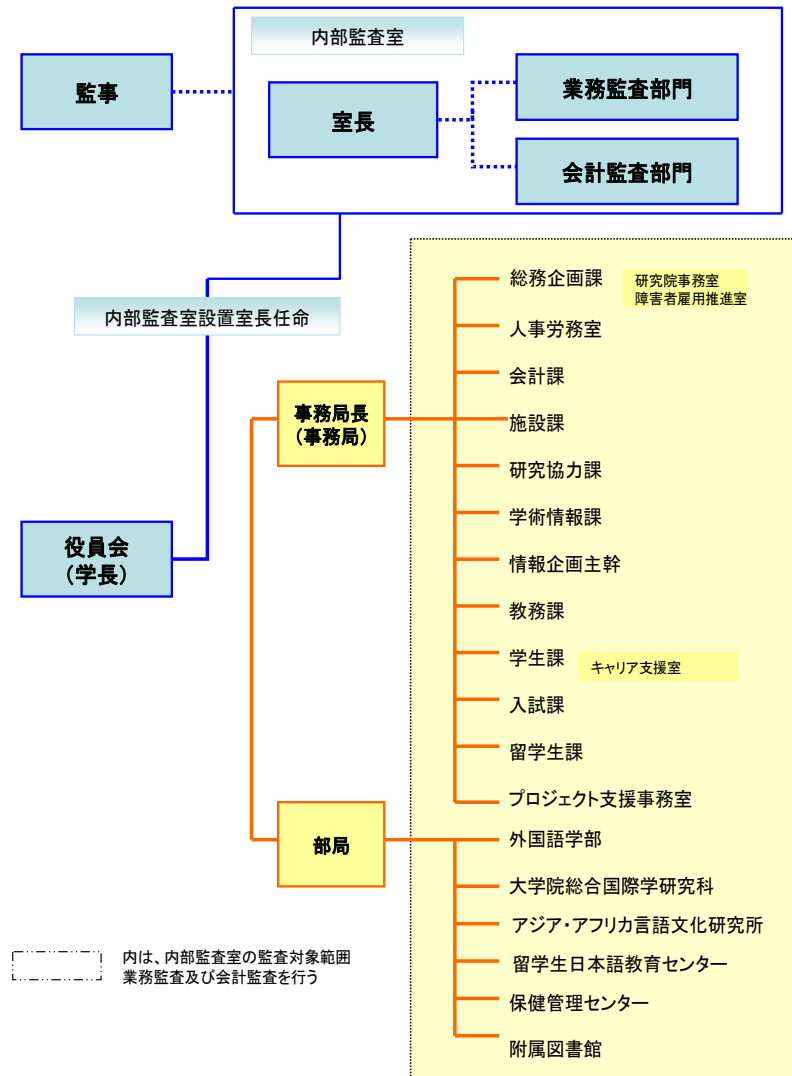 内部監査室
監事
室長
業務監査部門
会計監査部門
内部監査室設置室長任命
役員会
(学長)
事務局長
(事務局)
総務企画課
研究院事務室
障害者雇用推進室
人事労務室
会計課
施設課
研究協力課
学術情報課
情報企画主幹
教務課
学生課
キャリア支援室
入試課
留学生課
プロジェクト支援事務室
部局
外国語学部
大学院総合国際学研究科
アジア・アフリカ言語文化研究所
留学生日本語教育センター
保健管理センター
附属図書館
内は、内部監査室の監査対象範囲
業務監査及び会計監査を行う